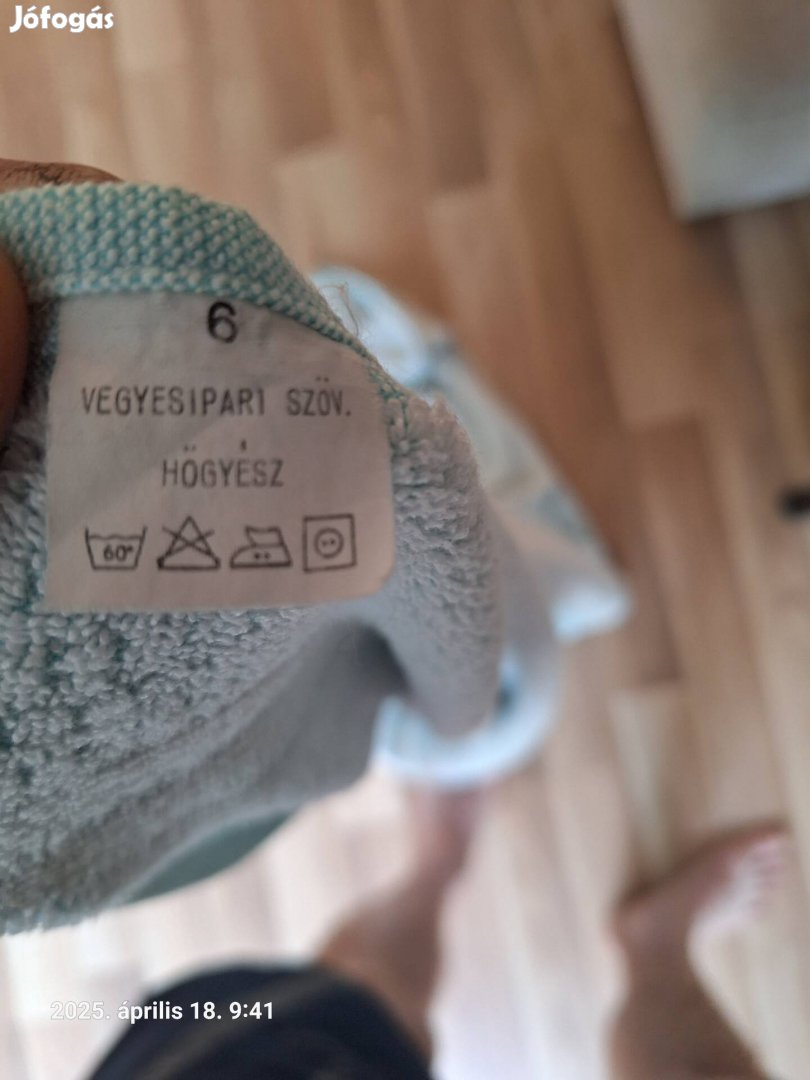 Jófogás
6
VEGYESIPARI SZÖV.
HŐGYÉSZ
60°
2025. április 18. 9:41